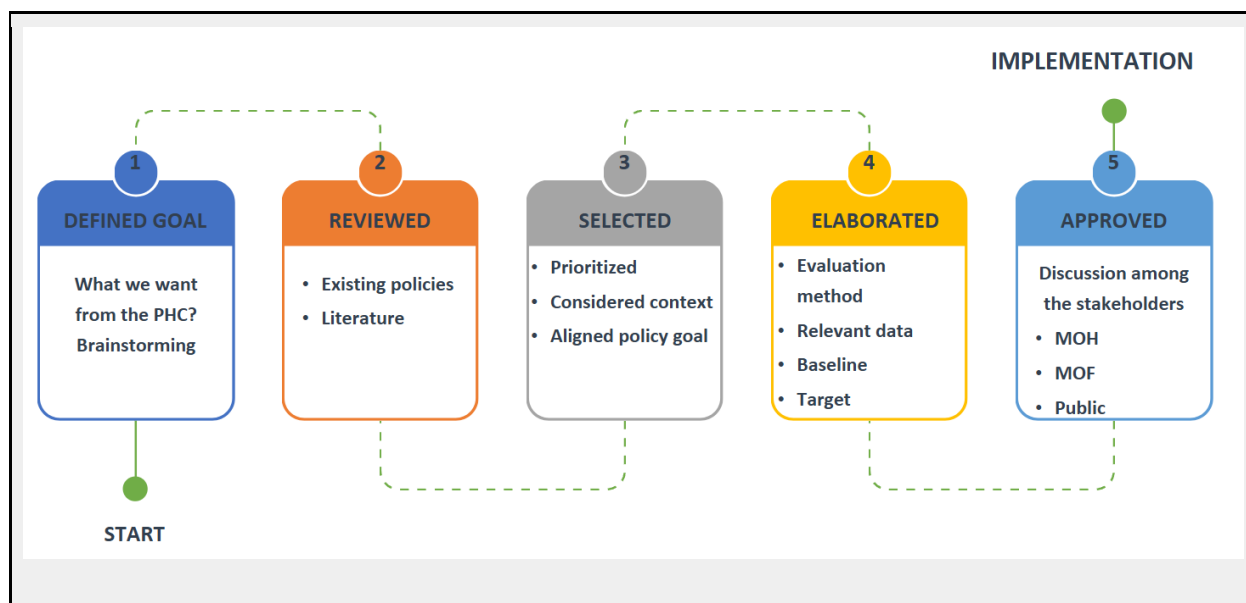 IMPLEMENTATION
1
DEFINED GOAL
What we want
from the PHC?
Brainstorming
START
2
REVIEWED
• Existing policies
• Literature
3
SELECTED
• Prioritized
• Considered context
• Aligned policy goal
4
ELABORATED
• Evaluation
method
• Relevant data
• Baseline
• Target
5
APPROVED
Discussion among
the stakeholders
• MOH
• MOF
• Public